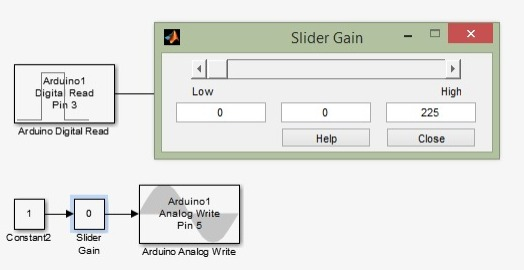 Slider Gain
Low
High
0
0
225
Help
Close
Arduino1
Digital Read
Pin 3
Arduino Digital Read
1
Constant2
0
Slider
Gain
Arduino1
Analog Write
Pin 5
Arduino Analog Write